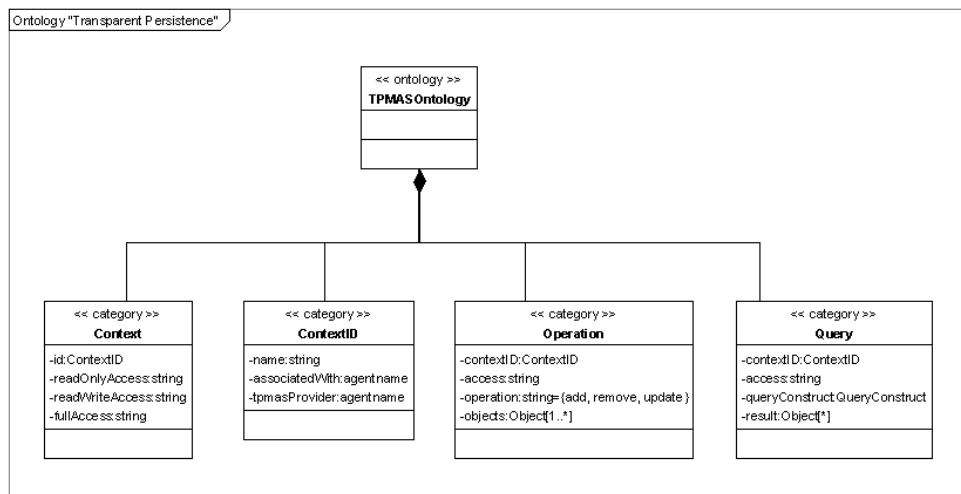 Ontology "Transparent Persistence"
<< ontology >>
TPMASOntology
<< category >>
Context
-id:ContextID
-readOnlyAccess:string
-readWriteAccess:string
-fullAccess:string
<< category >>
ContextID
-name:string
-associatedWith:agentname
-tpmasProvider:agentname
<< category >>
Operation
-contextID:ContextID
-access:string
-operation:string={add, remove, update}
-objects:Object[1..*]
<< category >>
Query
-contextID:ContextID
-access:string
-queryConstruct:QueryConstruct
-result:Object[*]